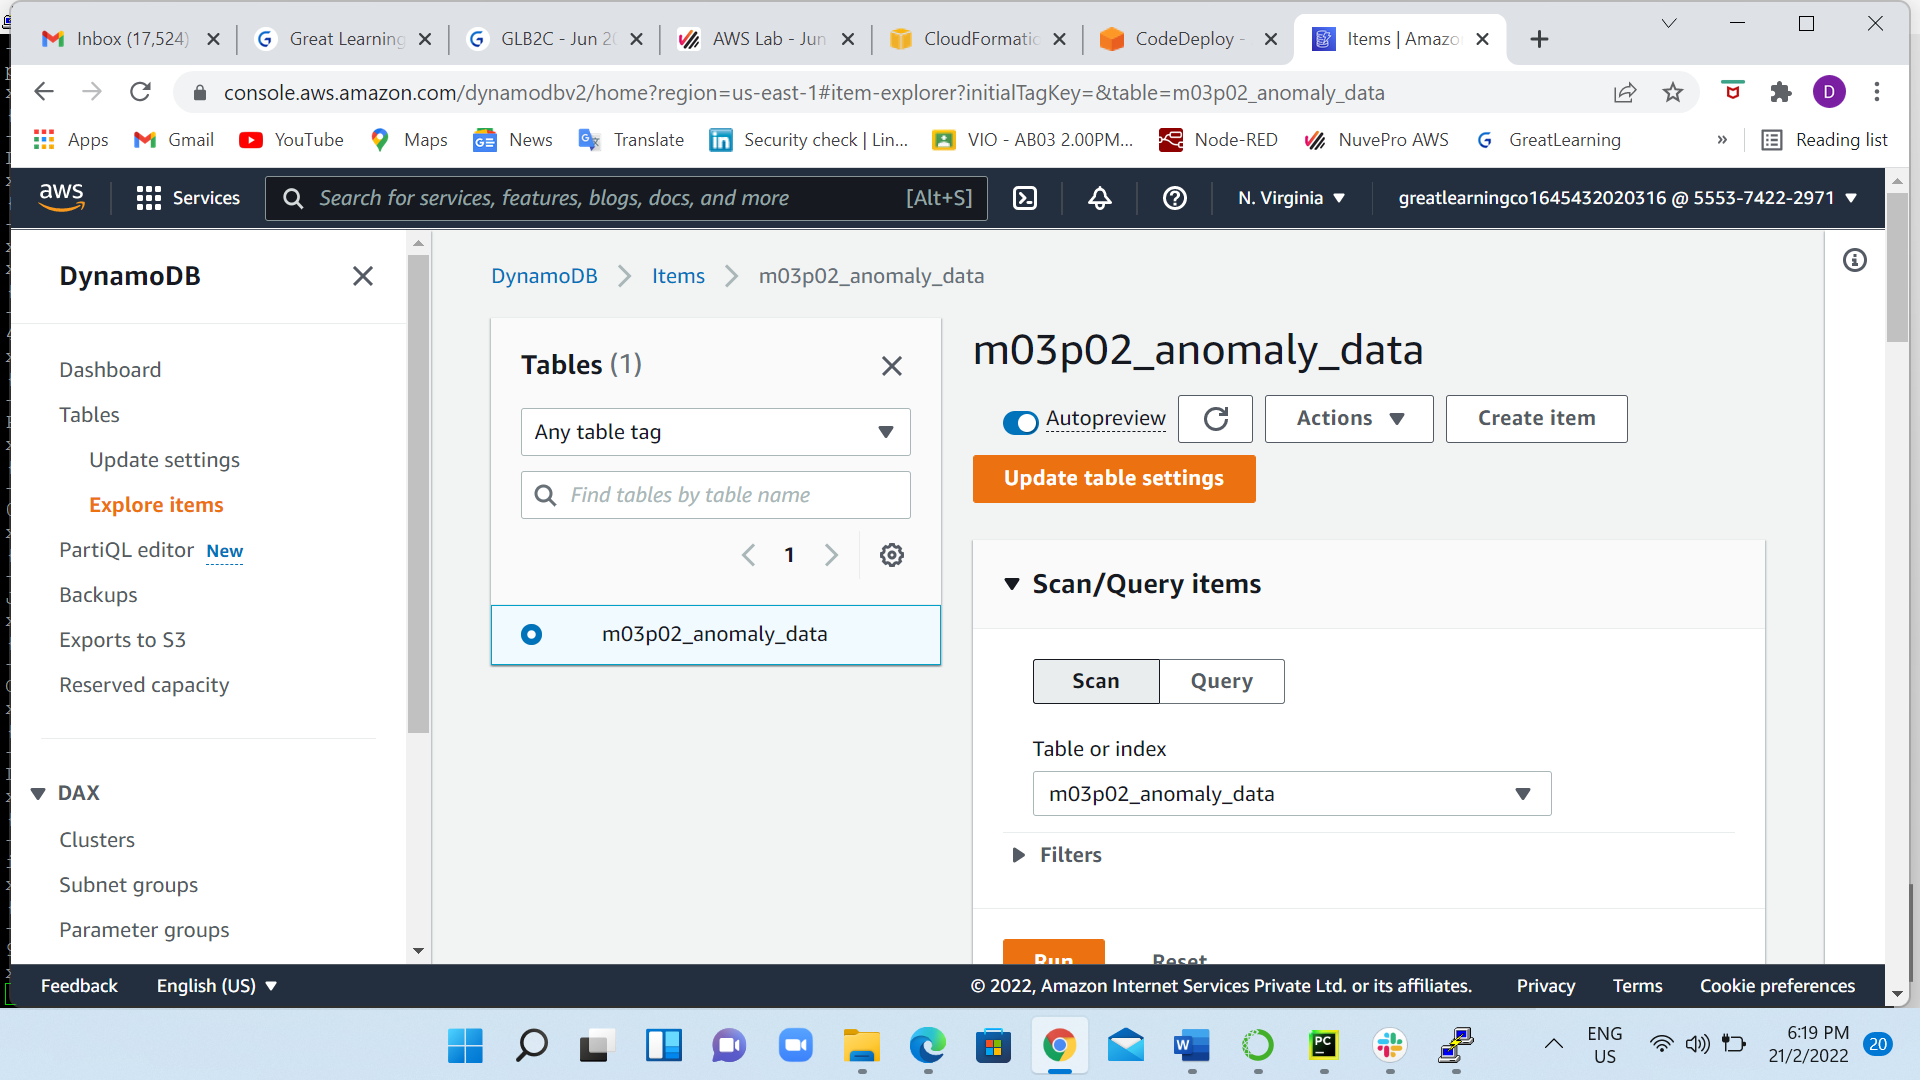 Inbox (17,524)
Great Learning
GLB2C - Jun 20
AWS Lab - Jun
CloudFormatio
CodeDeploy -
Items | Amazo
console.aws.amazon.com/dynamodbv2/home?region=us-east-1#item-explorer?initialTagKey=&table=m03p02_anomaly_data
D
Apps
Gmail
YouTube
Maps
News
Translate
Security check | Lin...
VIO - AB03 2.00PM...
Node-RED
NuvePro AWS
GreatLearning
»
Reading list
aws
Services
Search for services, features, blogs, docs, and more
[Alt+S]
N. Virginia
greatlearningco1645432020316 @ 5553-7422-2971
DynamoDB
Dashboard
Tables
Update settings
Explore items
PartiQL editor New
Backups
Exports to S3
Reserved capacity
DAX
Clusters
Subnet groups
Parameter groups
DynamoDB
Items
m03p02_anomaly_data
Tables (1)
Any table tag
Find tables by table name
1
m03p02_anomaly_data
m03p02_anomaly_data
Autopreview
Actions
Create item
Update table settings
Scan/Query items
Scan
Query
Table or index
m03p02_anomaly_data
Filters
Run
Reset
Feedback
English (US)
© 2022, Amazon Internet Services Private Ltd. or its affiliates.
Privacy
Terms
Cookie preferences
ENG
US
6:19 PM
21/2/2022
20